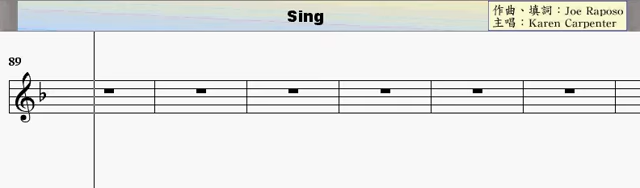 Sing
作曲、填詞：Joe Raposo
主唱：Karen Carpenter
89